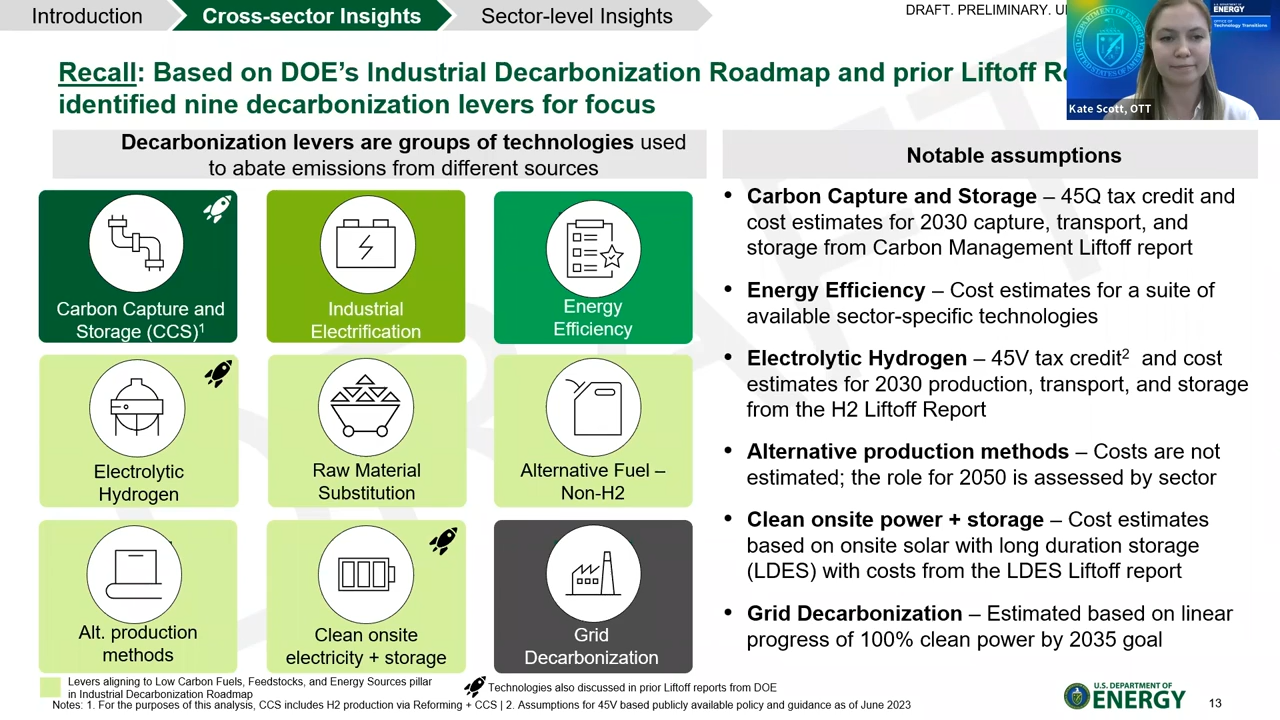 Introduction
Cross-sector Insights
Sector-level Insights
DRAFT. PRELIMINARY.
Recall: Based on DOE’s Industrial Decarbonization Roadmap and prior Liftoff
identified nine decarbonization levers for focus
U.S. DEPARTMENT OF
ENERGY
OFFICE OF
Technology Transitions
Kate Scott, OTT
Decarbonization levers are groups of technologies used
to abate emissions from different sources
Carbon Capture and
Storage (CCS)¹
Industrial
Electrification
Energy
Efficiency
Electrolytic
Hydrogen
Raw Material
Substitution
Alternative Fuel –
Non-H2
Alt. production
methods
Clean onsite
electricity + storage
Grid
Decarbonization
Notable assumptions
• Carbon Capture and Storage – 45Q tax credit and
cost estimates for 2030 capture, transport, and
storage from Carbon Management Liftoff report
• Energy Efficiency – Cost estimates for a suite of
available sector-specific technologies
• Electrolytic Hydrogen – 45V tax credit² and cost
estimates for 2030 production, transport, and storage
from the H2 Liftoff Report
• Alternative production methods – Costs are not
estimated; the role for 2050 is assessed by sector
• Clean onsite power + storage – Cost estimates
based on onsite solar with long duration storage
(LDES) with costs from the LDES Liftoff report
• Grid Decarbonization – Estimated based on linear
progress of 100% clean power by 2035 goal
Levers aligning to Low Carbon Fuels, Feedstocks, and Energy Sources pillar
in Industrial Decarbonization Roadmap
Technologies also discussed in prior Liftoff reports from DOE
Notes: 1. For the purposes of this analysis, CCS includes H2 production via Reforming + CCS | 2. Assumptions for 45V based publicly available policy and guidance as of June 2023
U.S. DEPARTMENT OF
ENERGY
13
DRAFT